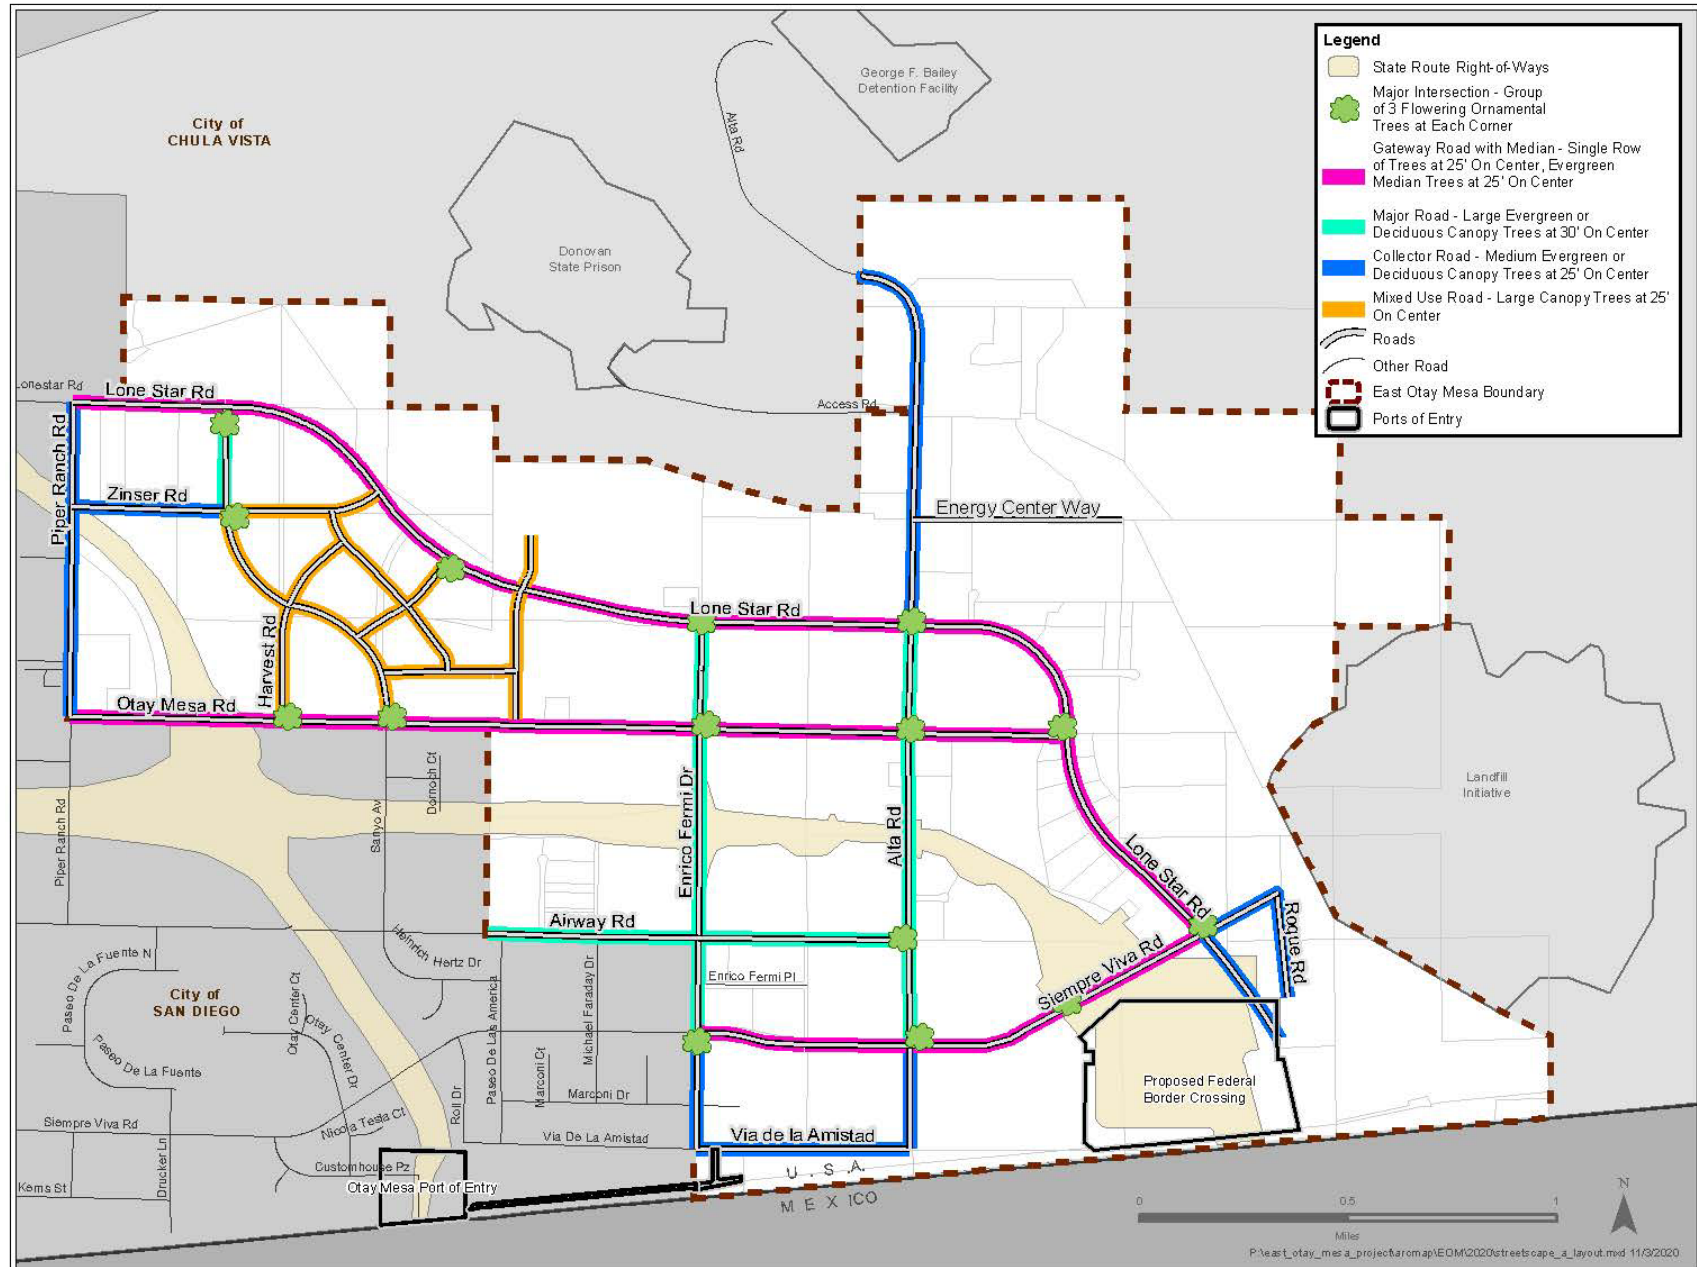 Legend
State Route Right-of-Ways
Major Intersection - Group
of 3 Flowering Ornamental
Trees at Each Corner
Gateway Road with Median - Single Row
of Trees at 25' On Center, Evergreen
Median Trees at 25' On Center
Major Road - Large Evergreen or
Deciduous Canopy Trees at 30' On Center
Collector Road - Medium Evergreen or
Deciduous Canopy Trees at 25' On Center
Mixed Use Road - Large Canopy Trees at 25'
On Center
Roads
Other Road
East Otay Mesa Boundary
Ports of Entry
George F. Bailey
Detention Facility
City of
CHULA VISTA
Alta Rd
Donovan
State Prison
Lonestar Rd
Lone Star Rd
Access Rd
Piper Ranch Rd
Zinser Rd
Energy Center Way
Lone Star Rd
Harvest Rd
Otay Mesa Rd
Landfill
Initiative
Dornoch Ct
Sanyo Av
Piper Ranch Rd
Enrico Fermi Dr
Alta Rd
Lone Star Rd
Airway Rd
Roque Rd
Heinrich Hertz Dr
Paseo De La Fuente N
Siempre Viva Rd
Enrico Fermi Pl
Michael Faraday Dr
Paseo De Las America
City of
SAN DIEGO
Otay Center Ct
Otay Center Dr
Paseo De La Fuente
Marconi Ct
Marconi Dr
Roll Dr
Proposed Federal
Border Crossing
Siempre Viva Rd
Nicola Tesla Ct
Via De La Amistad
Via de la Amistad
Drucker Ln
Customhouse Pz
Kerns St
Otay Mesa Port of Entry
U. S. A.
MEXICO
N
0 0.5 1
Miles
P:\east_otay_mesa_project\arcmap\EOM\2020\streetscape_a_layout.mxd 11/3/2020